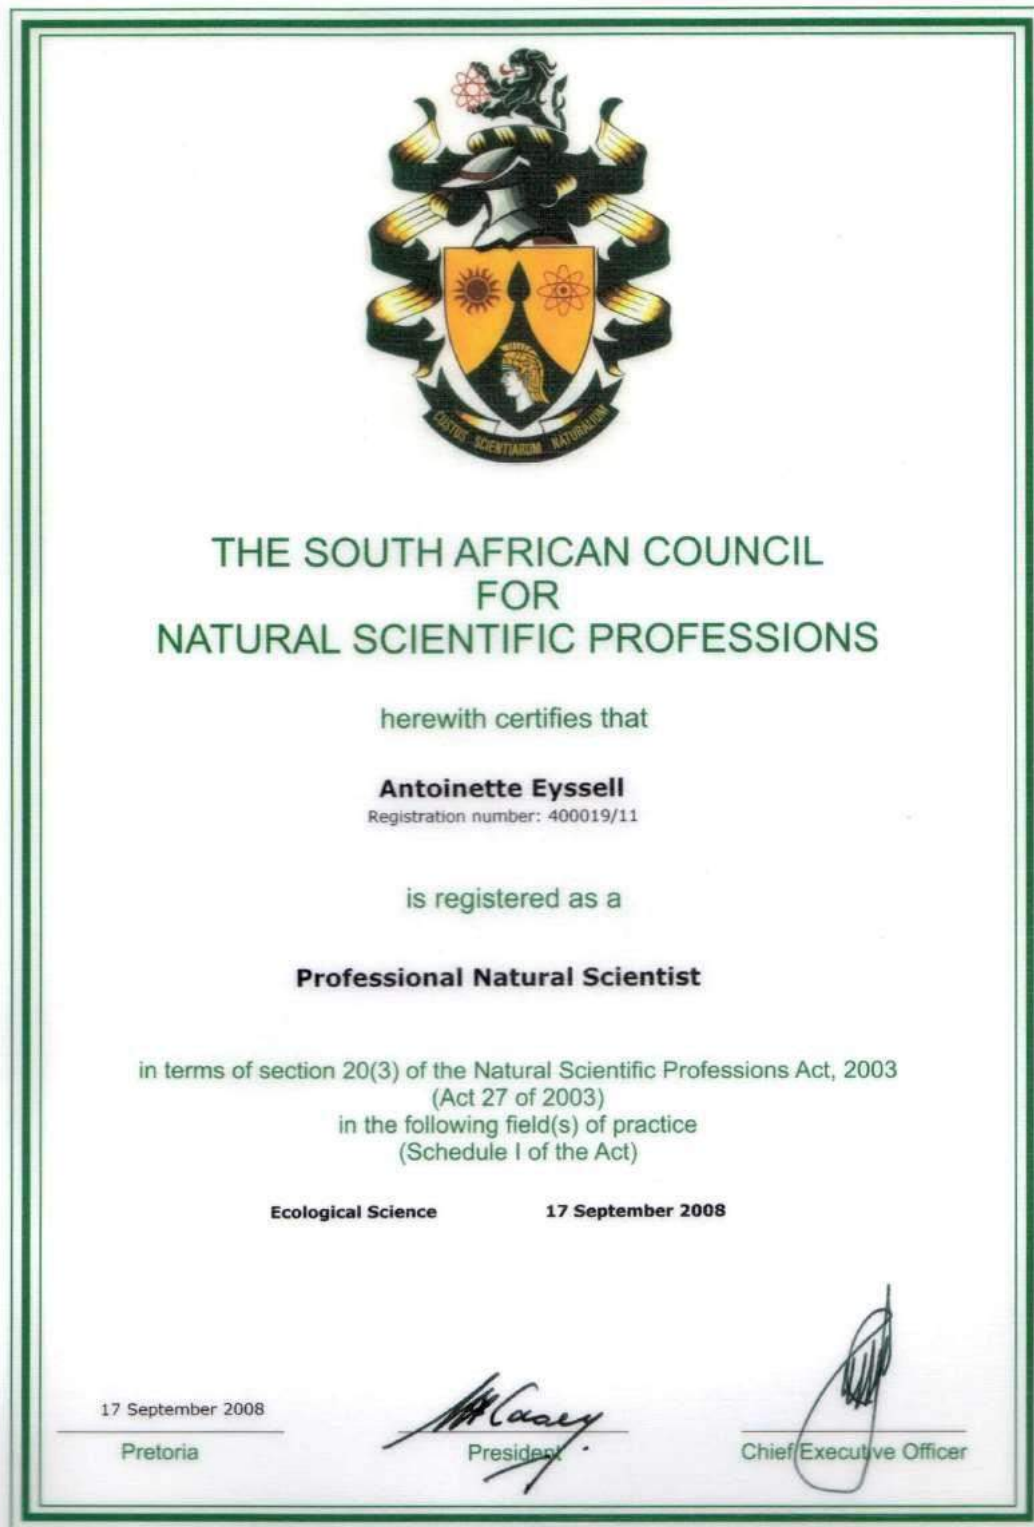 CUSTOS SCIENTIARUM NATURALIUM
THE SOUTH AFRICAN COUNCIL
FOR
NATURAL SCIENTIFIC PROFESSIONS
herewith certifies that
Antoinette Eyssell
Registration number: 400019/11
is registered as a
Professional Natural Scientist
in terms of section 20(3) of the Natural Scientific Professions Act, 2003
(Act 27 of 2003)
in the following field(s) of practice
(Schedule I of the Act)
Ecological Science 17 September 2008
17 September 2008
Pretoria
President
Chief Executive Officer